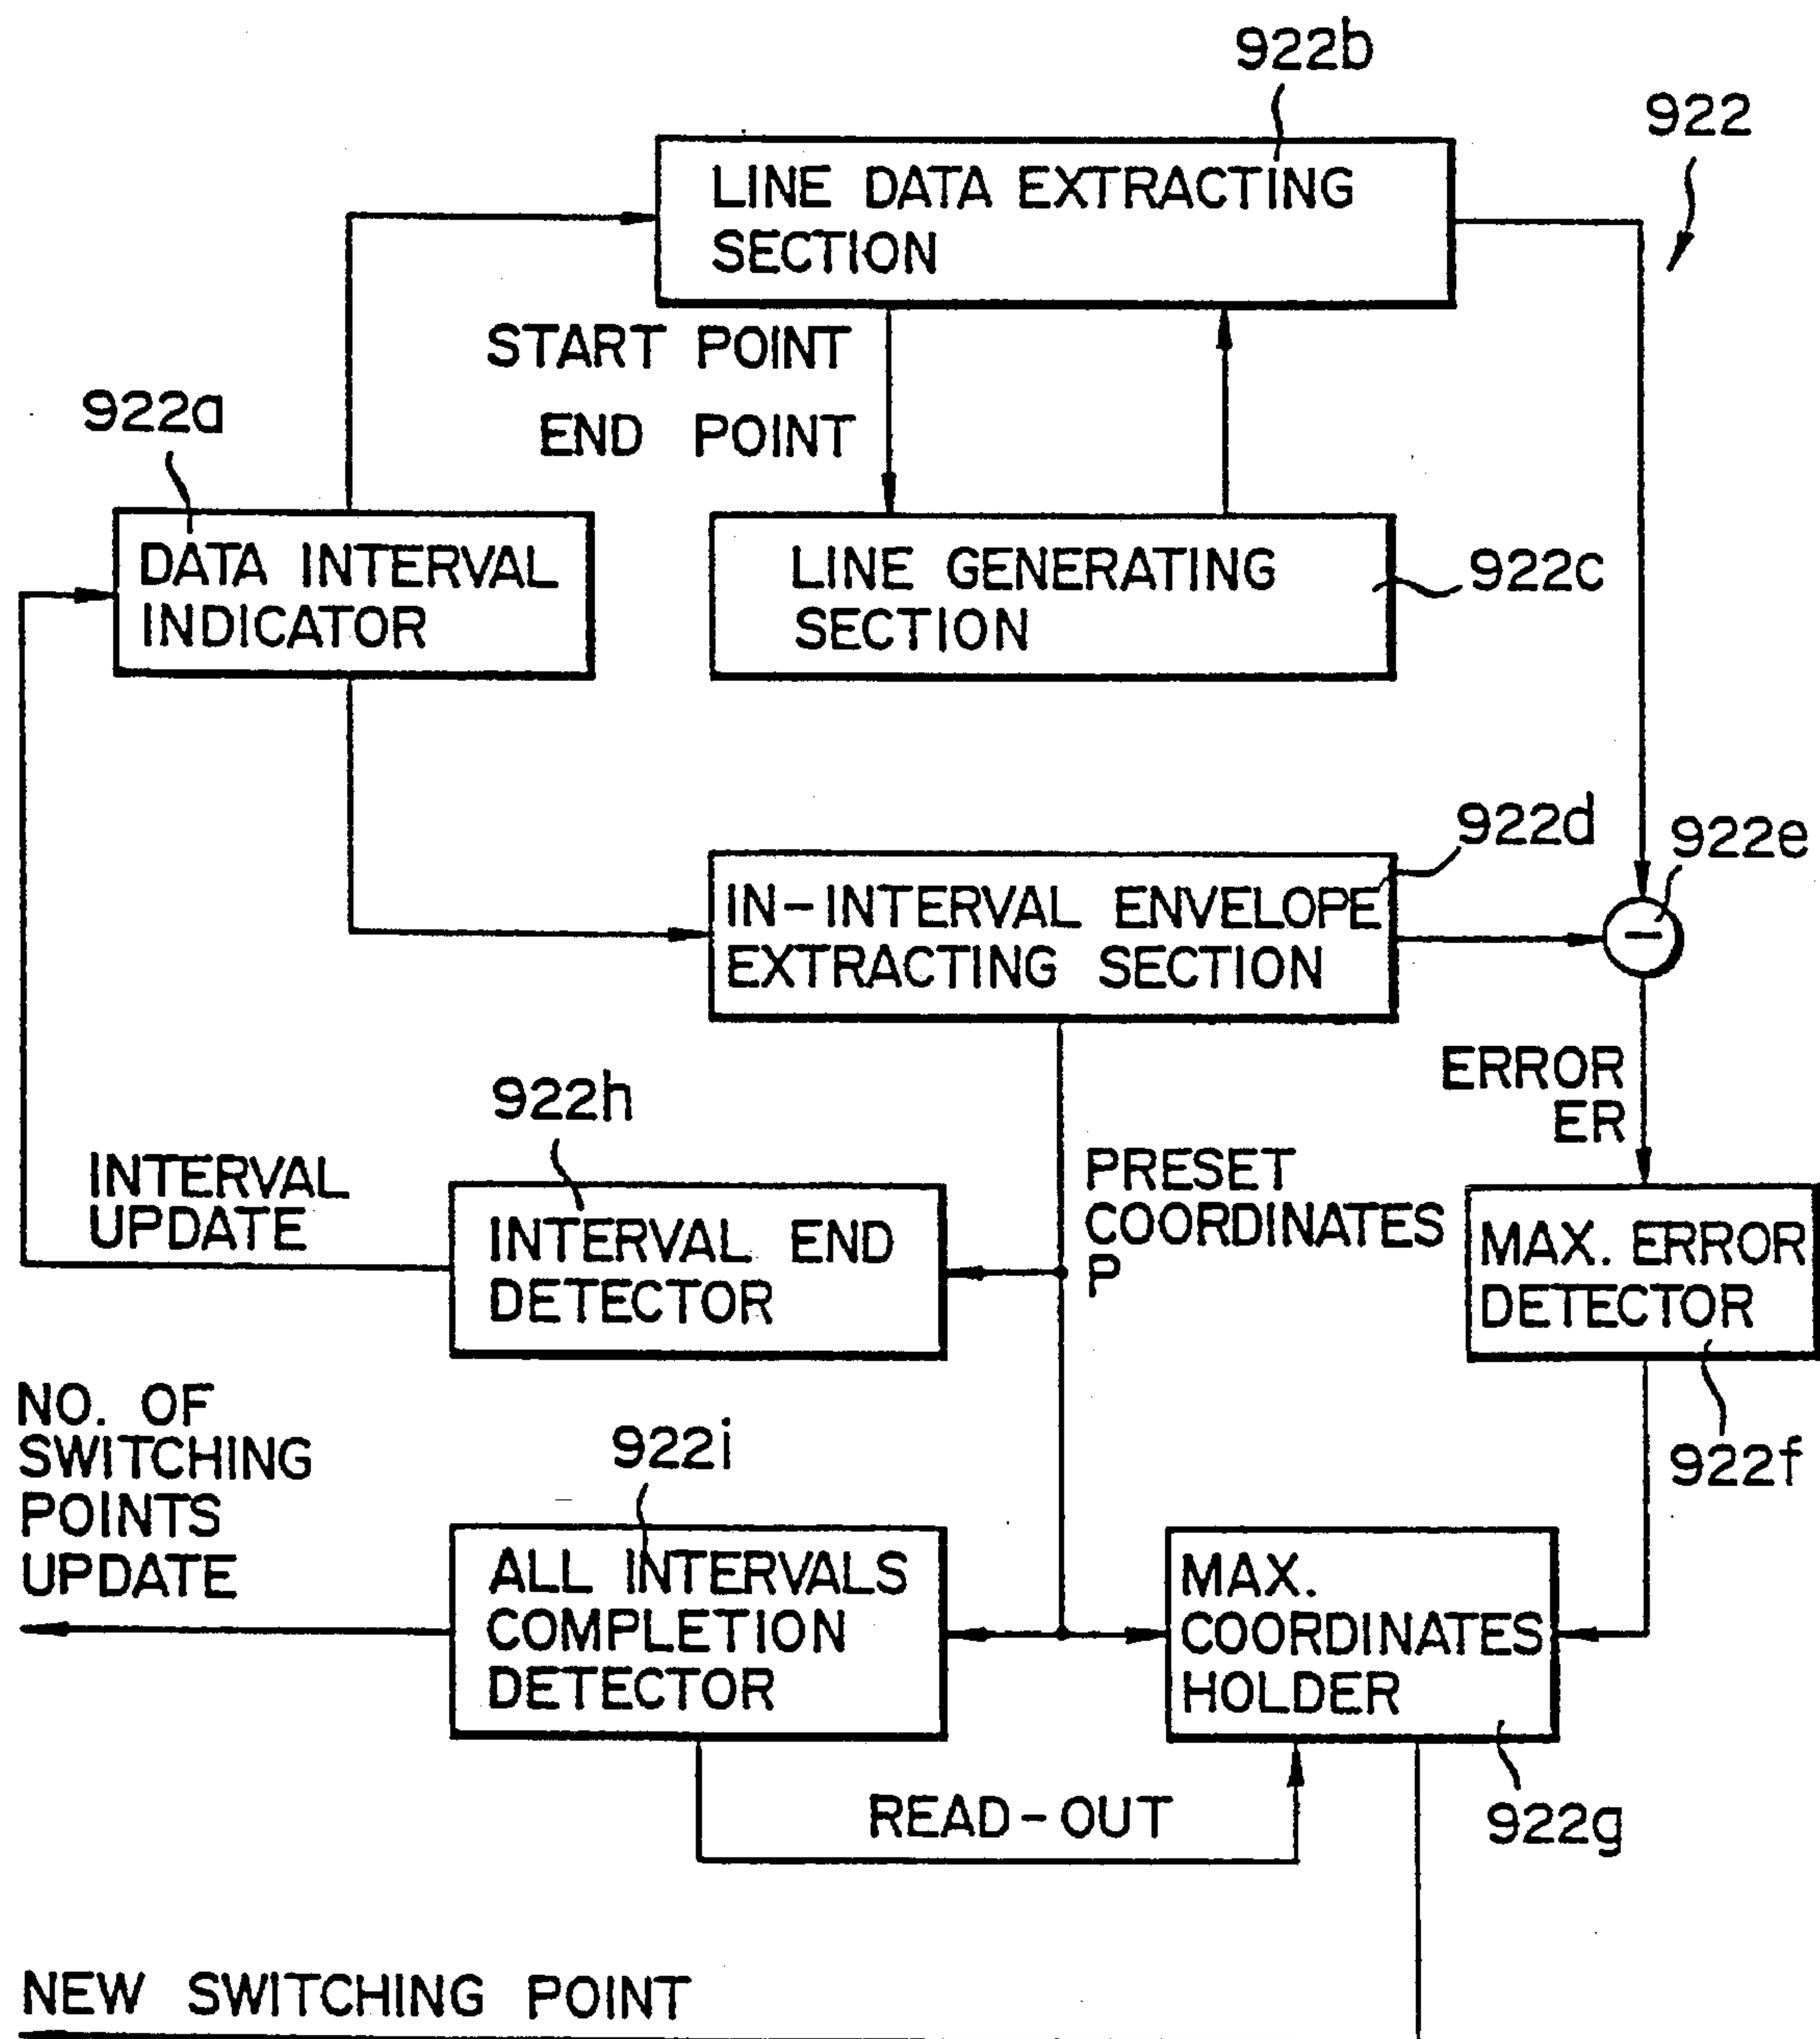 922b
922
LINE DATA EXTRACTING
SECTION
START POINT
END POINT
922a
DATA INTERVAL
INDICATOR
LINE GENERATING
SECTION
922c
922d
922e
IN-INTERVAL ENVELOPE
EXTRACTING SECTION
−
ERROR
ER
922h
INTERVAL
UPDATE
INTERVAL END
DETECTOR
PRESET
COORDINATES
P
MAX. ERROR
DETECTOR
922f
NO. OF
SWITCHING
POINTS
UPDATE
922i
ALL INTERVALS
COMPLETION
DETECTOR
MAX.
COORDINATES
HOLDER
READ-OUT
922g
NEW SWITCHING POINT